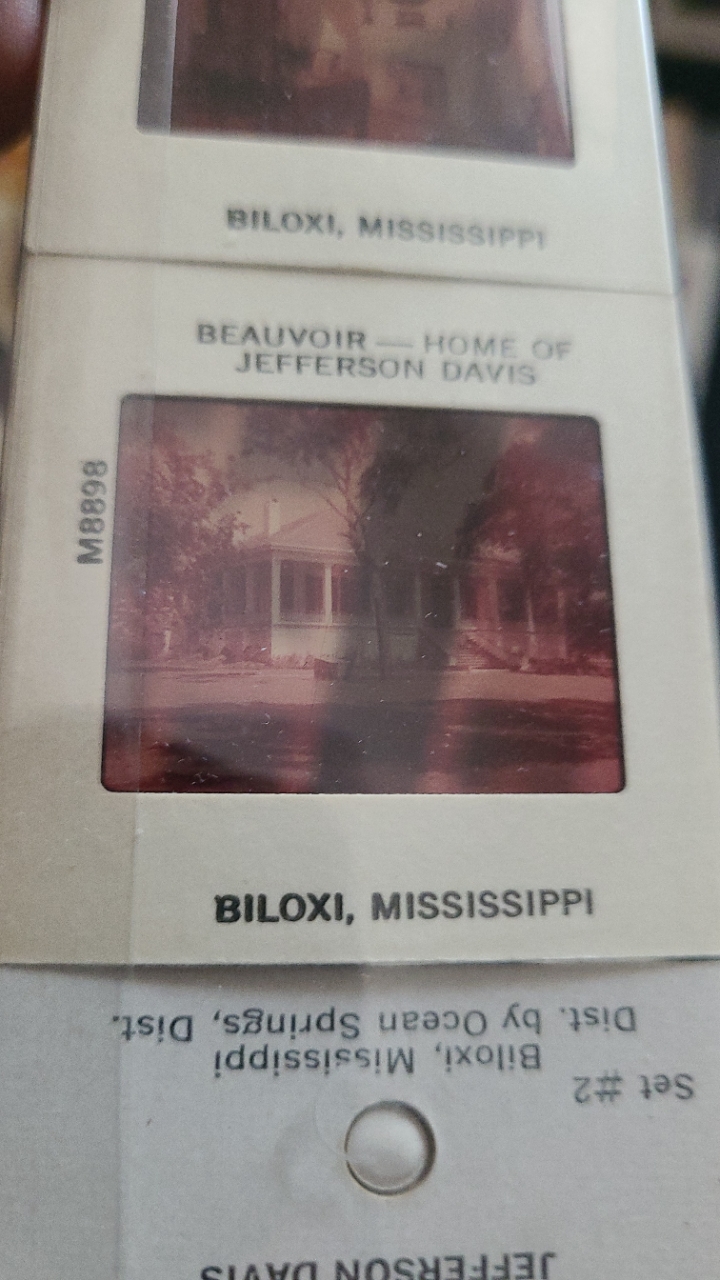 BILOXI, MISSISSIPPI
BEAUVOIR — HOME OF
JEFFERSON DAVIS
M8898
BILOXI, MISSISSIPPI
JEFFERSON DAVIS
Set #2
Biloxi, Mississippi
Dist. by Ocean Springs, Dist.